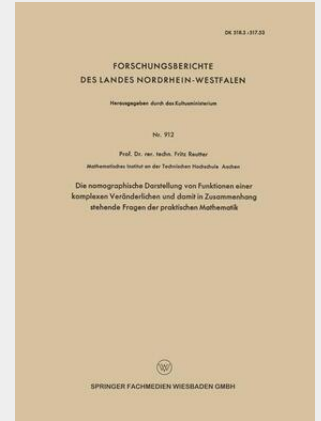 DK 518.3 : 517.53
FORSCHUNGSBERICHTE
DES LANDES NORDRHEIN-WESTFALEN
Herausgegeben durch das Kultusministerium
Nr. 912
Prof. Dr. rer. techn. Fritz Reutter
Mathematisches Institut an der Technischen Hochschule Aachen
Die nomographische Darstellung von Funktionen einer
komplexen Veränderlichen und damit in Zusammenhang
stehende Fragen der praktischen Mathematik
SPRINGER FACHMEDIEN WIESBADEN GMBH